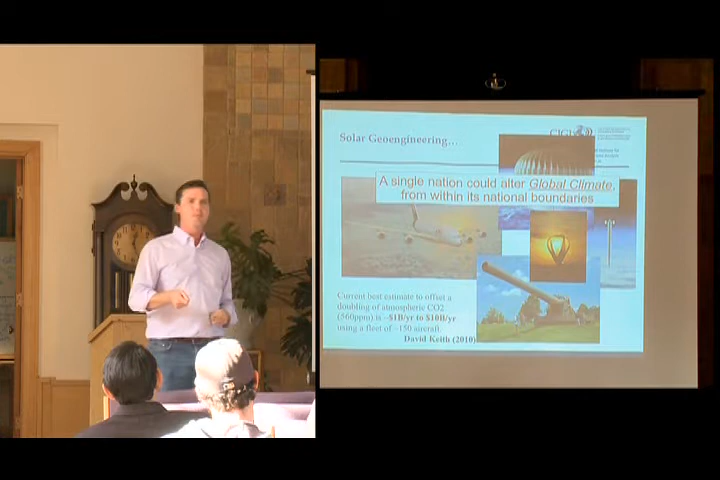 Solar Geoengineering...
CIGI
A single nation could alter Global Climate,
from within its national boundaries
Current best estimate to offset a
doubling of atmospheric CO2
(560ppm) is ~$1B/yr to $10B/yr
using a fleet of ~150 aircraft.
David Keith (2010)